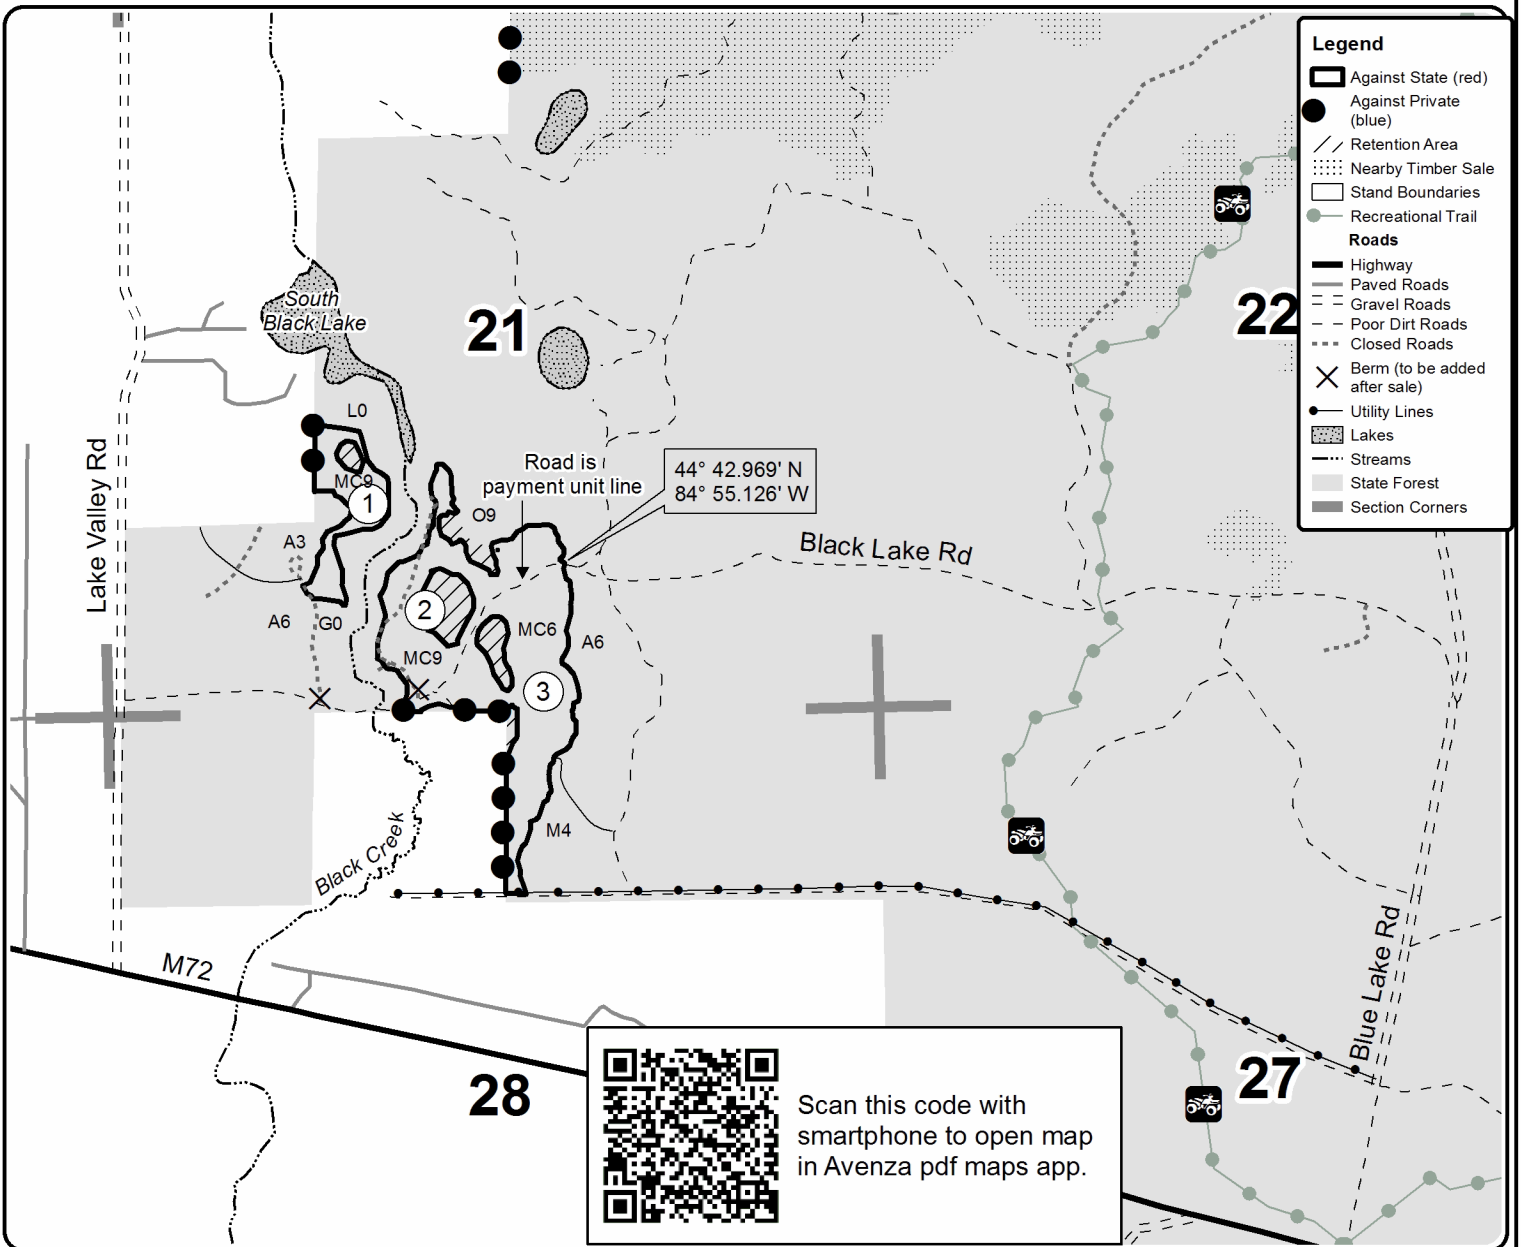 Legend
Against State (red)
Against Private
(blue)
Retention Area
Nearby Timber Sale
Stand Boundaries
Recreational Trail
Roads
Highway
Paved Roads
Gravel Roads
Poor Dirt Roads
Closed Roads
Berm (to be added
after sale)
Utility Lines
Lakes
Streams
State Forest
Section Corners
South
Black Lake
21
22
L0
MC9
1
Road is
payment unit line
44° 42.969' N
84° 55.126' W
O9
A3
Lake Valley Rd
Black Lake Rd
2
A6
G0
MC6
A6
MC9
3
M4
Black Creek
M72
Blue Lake Rd
28
27
Scan this code with
smartphone to open map
in Avenza pdf maps app.